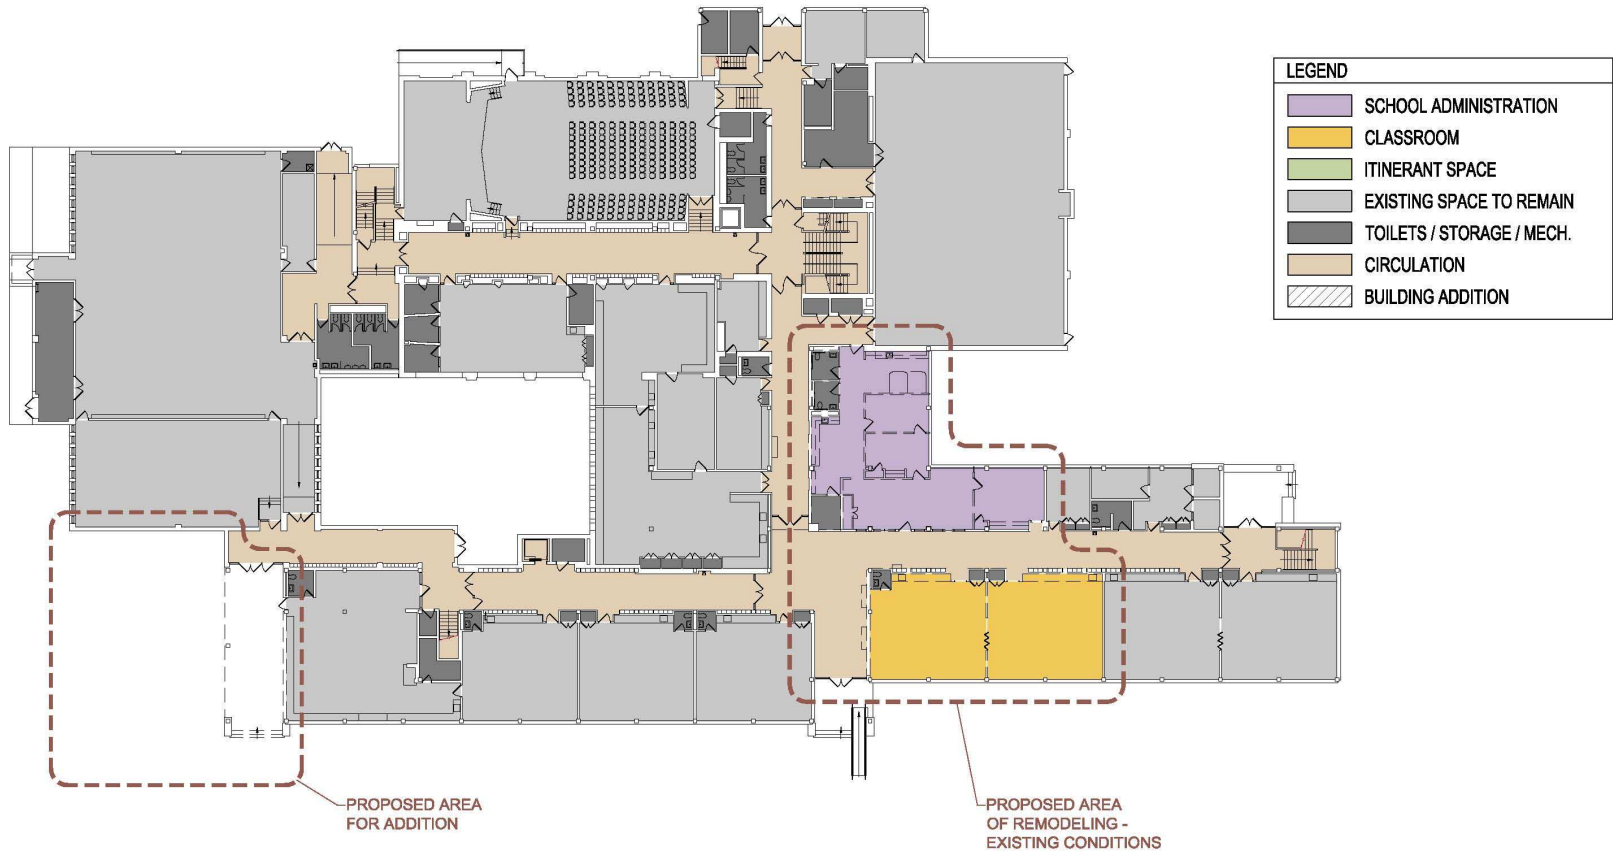 LEGEND
SCHOOL ADMINISTRATION
CLASSROOM
ITINERANT SPACE
EXISTING SPACE TO REMAIN
TOILETS / STORAGE / MECH.
CIRCULATION
BUILDING ADDITION
PROPOSED AREA
FOR ADDITION
PROPOSED AREA
OF REMODELING -
EXISTING CONDITIONS